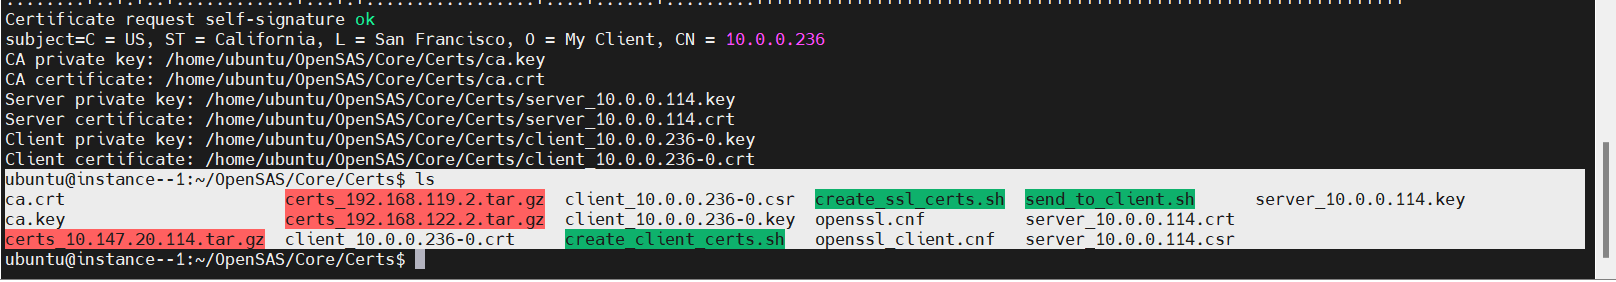 Certificate request self-signature ok
subject=C = US, ST = California, L = San Francisco, O = My Client, CN = 10.0.0.236
CA private key: /home/ubuntu/OpenSAS/Core/Certs/ca.key
CA certificate: /home/ubuntu/OpenSAS/Core/Certs/ca.crt
Server private key: /home/ubuntu/OpenSAS/Core/Certs/server_10.0.0.114.key
Server certificate: /home/ubuntu/OpenSAS/Core/Certs/server_10.0.0.114.crt
Client private key: /home/ubuntu/OpenSAS/Core/Certs/client_10.0.0.236-0.key
Client certificate: /home/ubuntu/OpenSAS/Core/Certs/client_10.0.0.236-0.crt
ubuntu@instance--1:~/OpenSAS/Core/Certs$ ls
ca.crt certs_192.168.119.2.tar.gz client_10.0.0.236-0.csr create_ssl_certs.sh send_to_client.sh server_10.0.0.114.key
ca.key certs_192.168.122.2.tar.gz client_10.0.0.236-0.key openssl.cnf server_10.0.0.114.crt
certs_10.147.20.114.tar.gz client_10.0.0.236-0.crt create_client_certs.sh openssl_client.cnf server_10.0.0.114.csr
ubuntu@instance--1:~/OpenSAS/Core/Certs$